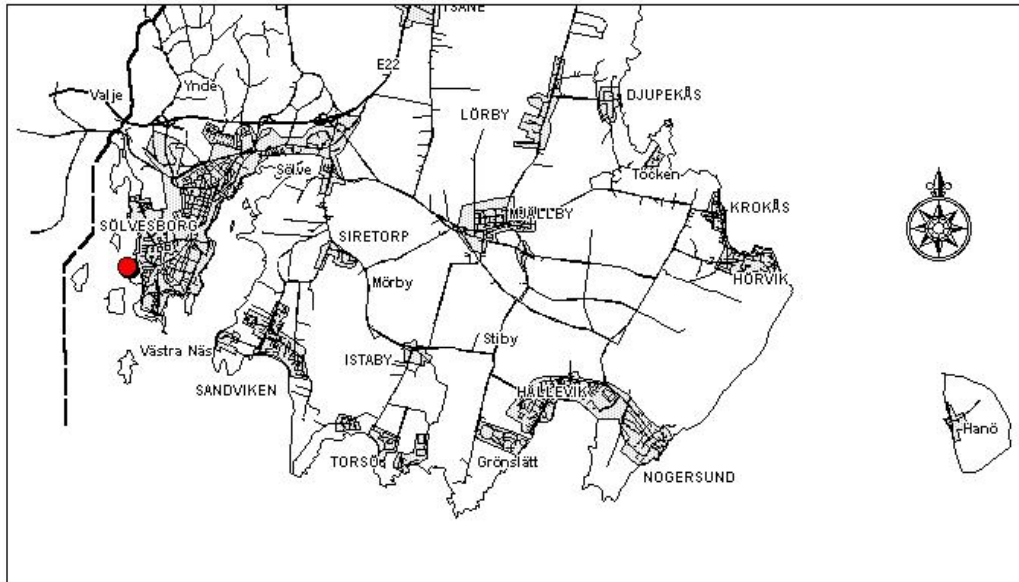 TSANE
E22
Ynde
Valje
DJUPEKÅS
LÖRBY
Sölve
Tocken
MJÄLLBY
KROKÅS
SÖLVESBORG
SIRETORP
HÖRVIK
Mörby
Stiby
Västra Näs
ISTABY
SANDVIKEN
HÄLLEVIK
Hanö
TORSÖ
Grönslätt
NOGERSUND